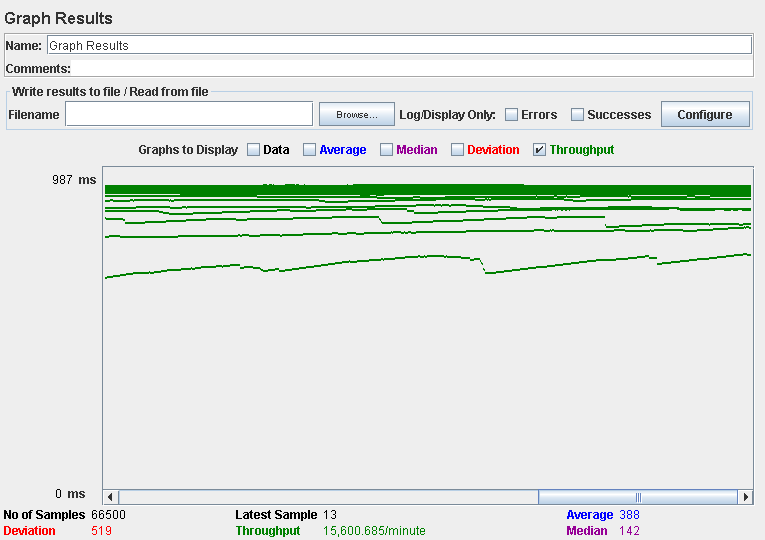 Graph Results
Name: Graph Results
Comments:
Write results to file / Read from file
Filename Browse... Log/Display Only: Errors Successes Configure
Graphs to Display Data Average Median Deviation Throughput
987 ms
0 ms
No of Samples 66500 Latest Sample 13 Average 388
Deviation 519 Throughput 15,600.685/minute Median 142